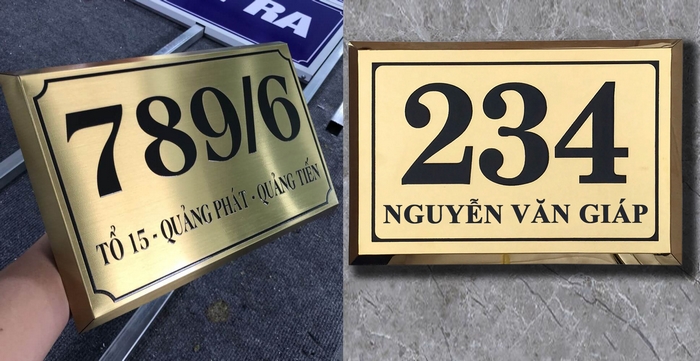 RA
789/6
TỔ 15 - QUẢNG PHÁT - QUẢNG TIẾN
234
NGUYỄN VĂN GIÁP